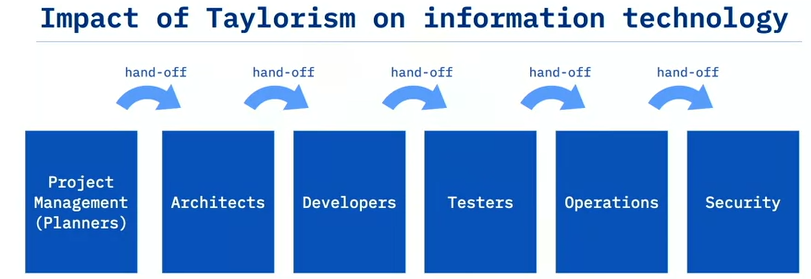 Impact of Taylorism on information technology
hand-off
hand-off
hand-off
hand-off
hand-off
Project
Management
(Planners)
Architects
Developers
Testers
Operations
Security